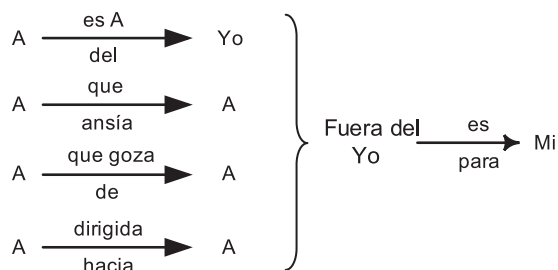 A es A del Yo
A que ansía A
A que goza de A
A dirigida hacia A
Fuera del Yo es para Mi